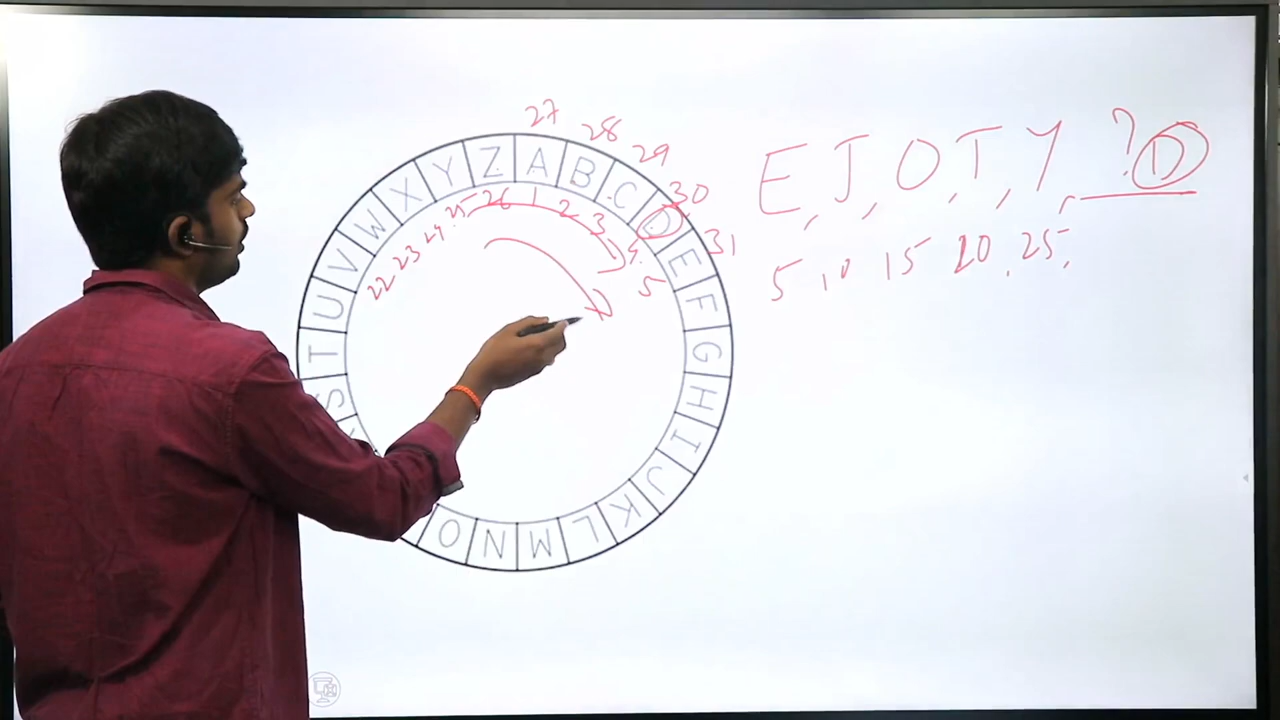 27 28 29 30 31
A B C D E F G H I J K L M N O
S T U V W X Y Z
22 23 24 25 26 1 2 3 4 5
E, J, O, T, Y, ? D
5, 10 15 20, 25,